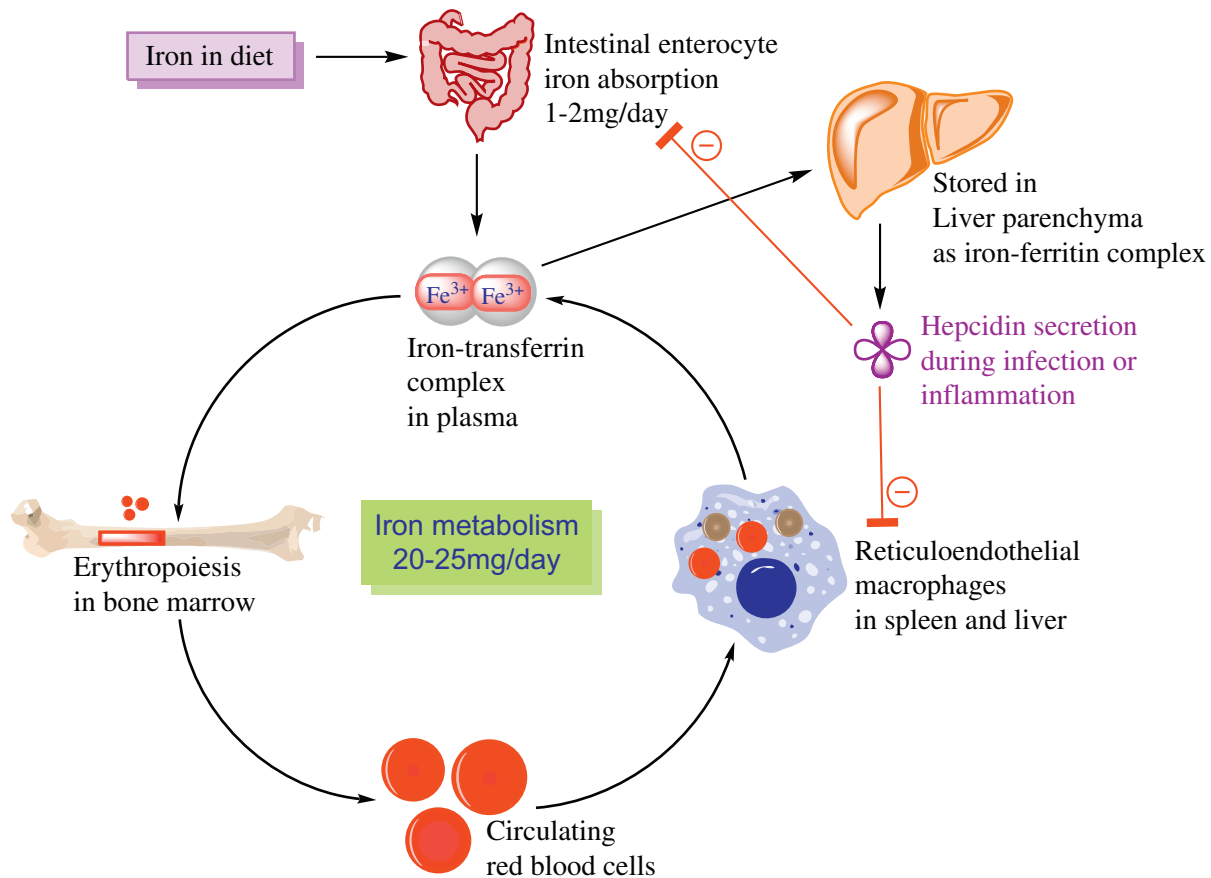 Iron in diet
Intestinal enterocyte
iron absorption
1-2mg/day
−
Stored in
Liver parenchyma
as iron-ferritin complex
Fe³⁺ Fe³⁺
Iron-transferrin
complex
in plasma
Hepcidin secretion
during infection or
inflammation
−
Iron metabolism
20-25mg/day
Erythropoiesis
in bone marrow
Reticuloendothelial
macrophages
in spleen and liver
Circulating
red blood cells